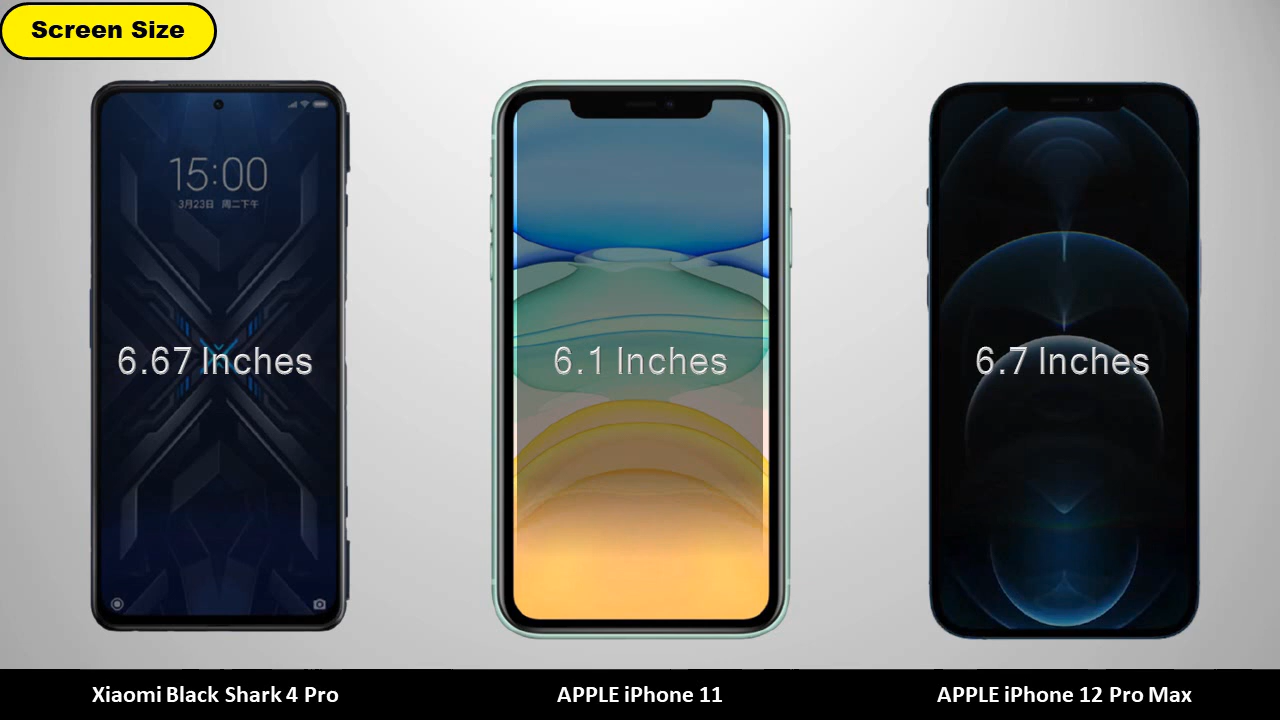 Screen Size
15:00
3月23日 周二下午
6.67 Inches
6.1 Inches
6.7 Inches
Xiaomi Black Shark 4 Pro
APPLE iPhone 11
APPLE iPhone 12 Pro Max